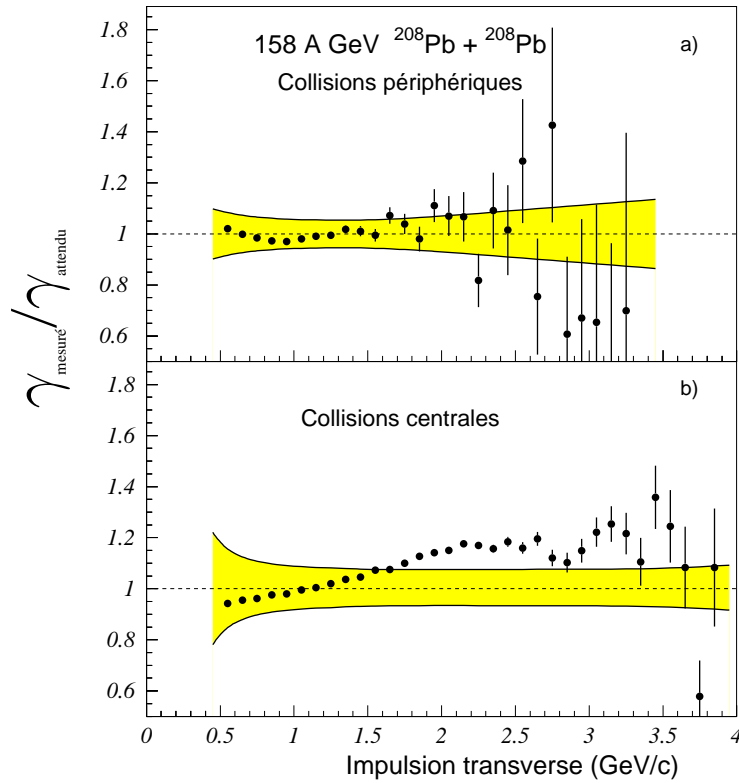 158 A GeV ²⁰⁸Pb + ²⁰⁸Pb
a)
Collisions périphériques
1.8
1.6
1.4
1.2
1
0.8
0.6
γmesuré/γattendu
b)
Collisions centrales
1.8
1.6
1.4
1.2
1
0.8
0.6
0 0.5 1 1.5 2 2.5 3 3.5 4
Impulsion transverse (GeV/c)